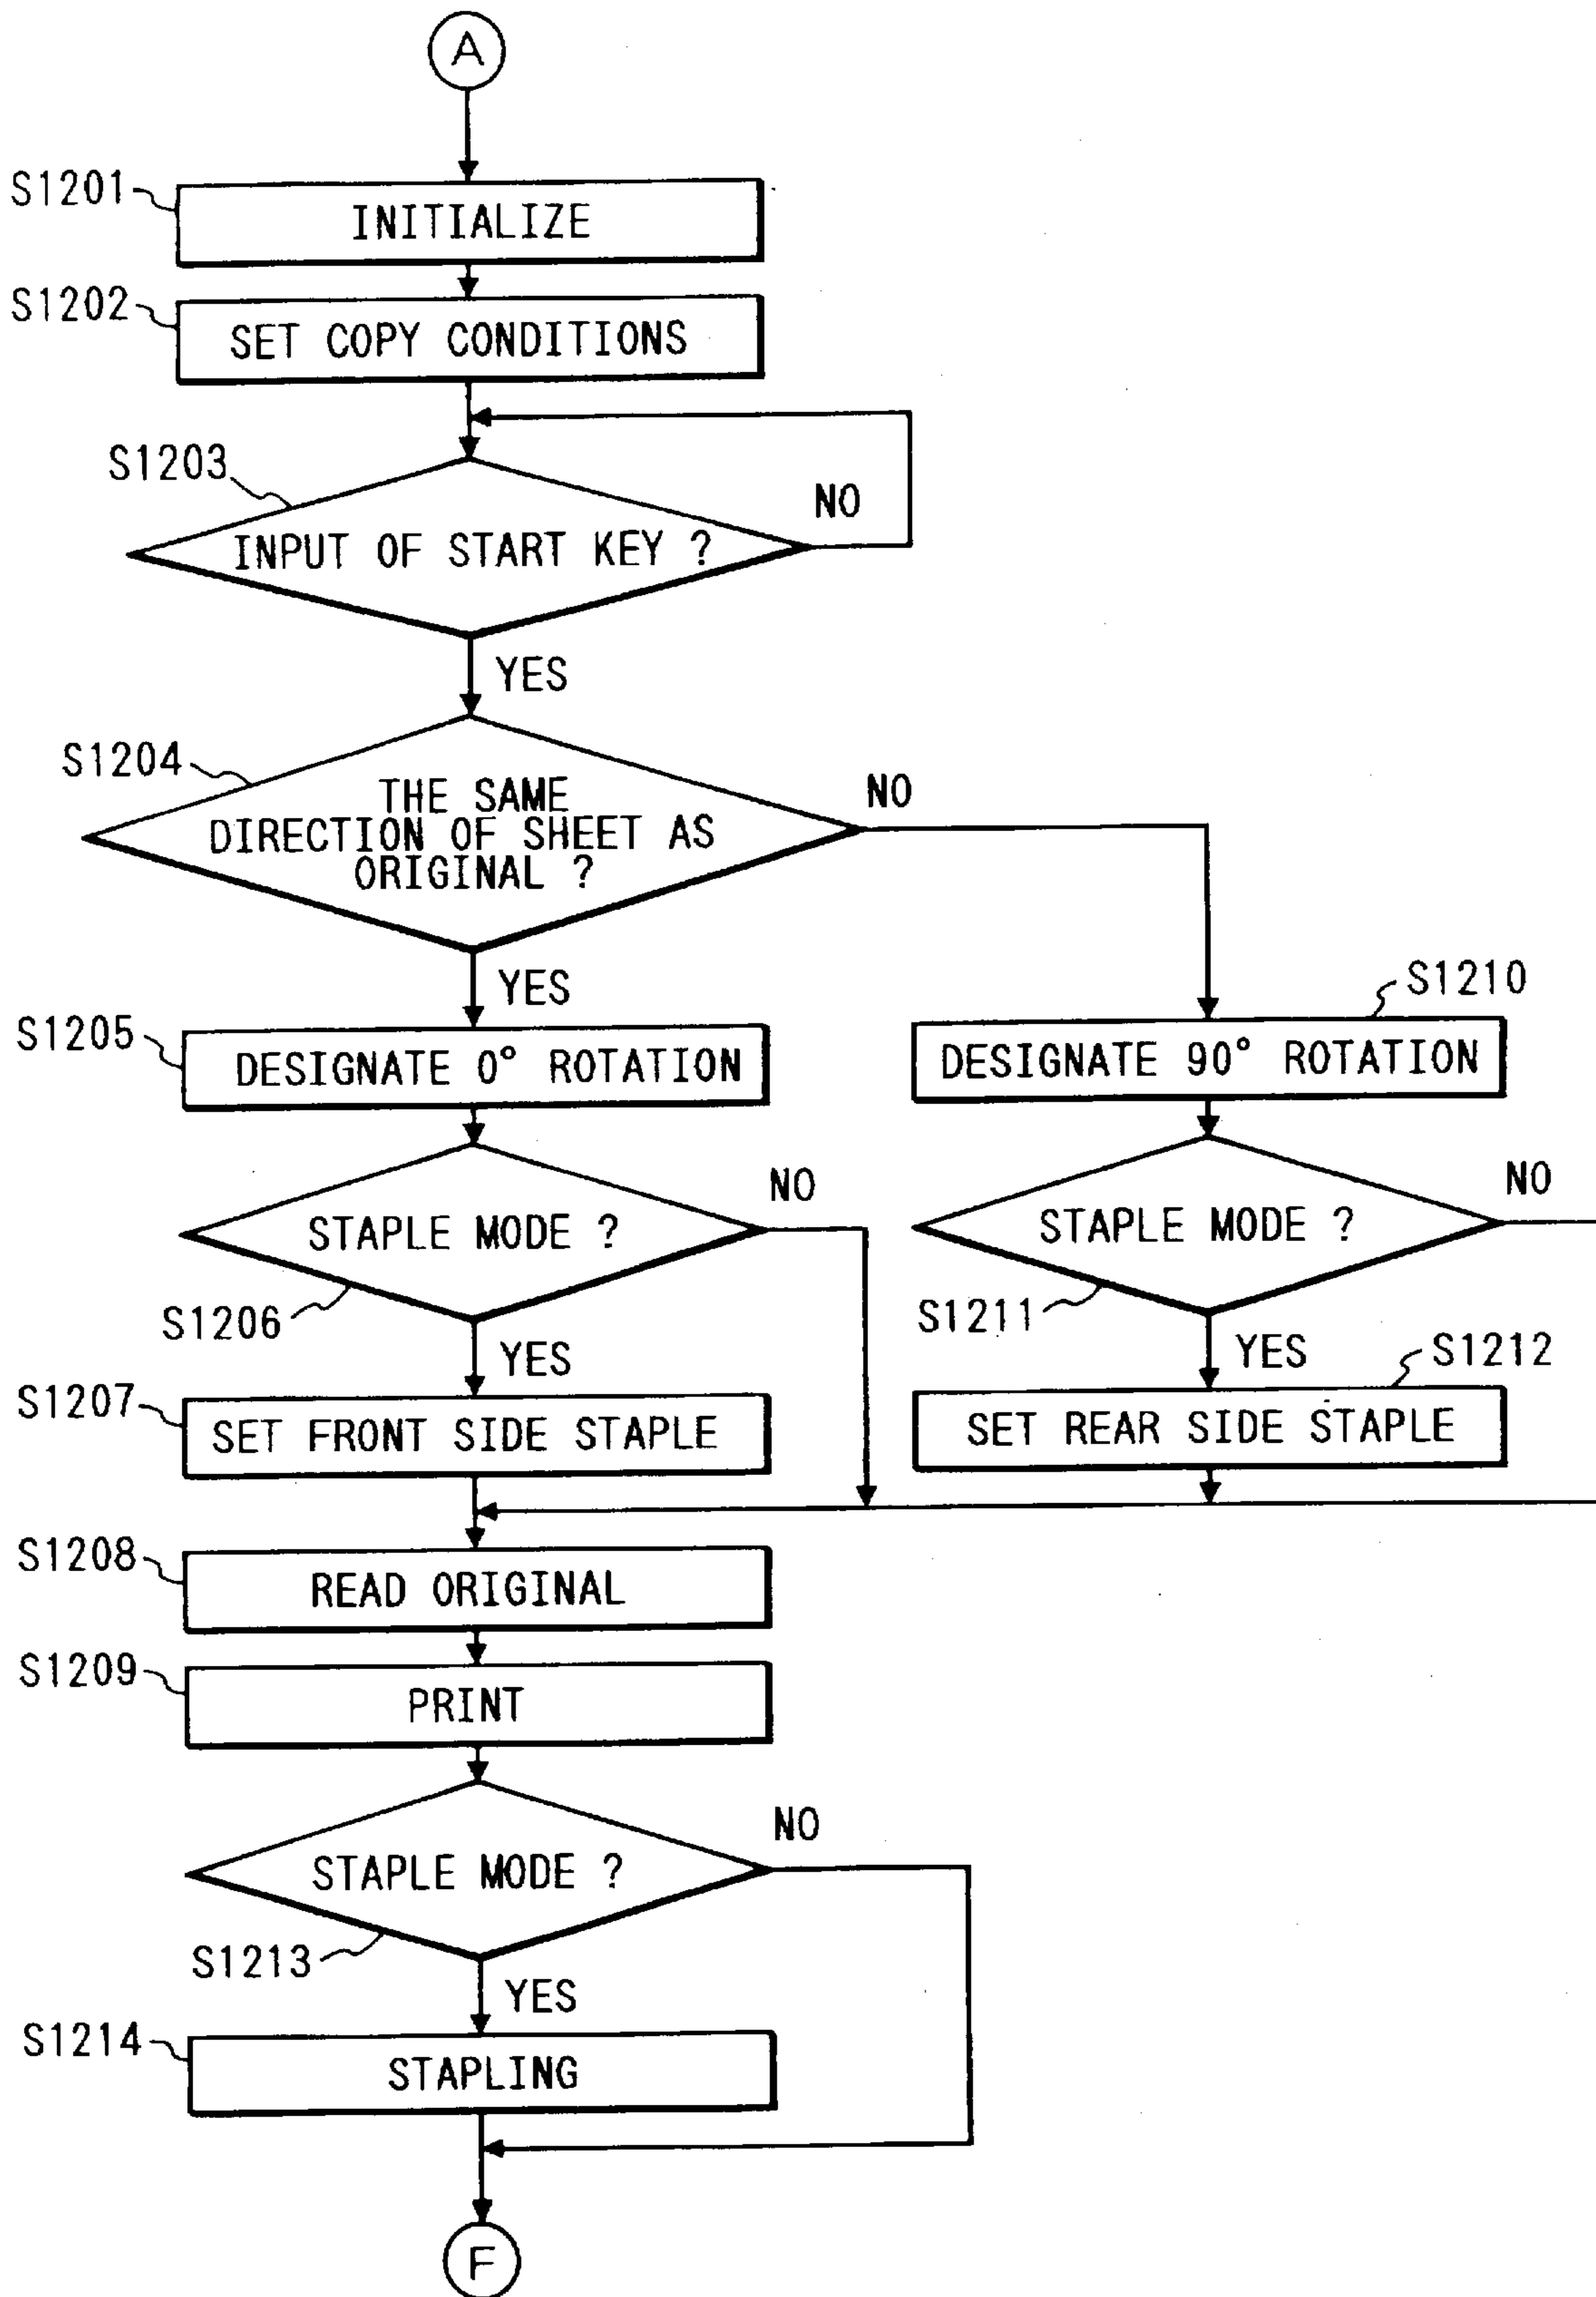 A
S1201
INITIALIZE
S1202
SET COPY CONDITIONS
S1203
NO
INPUT OF START KEY ?
YES
S1204
THE SAME
DIRECTION OF SHEET AS
ORIGINAL ?
NO
YES
S1205
DESIGNATE 0° ROTATION
S1210
DESIGNATE 90° ROTATION
STAPLE MODE ?
NO
S1206
YES
STAPLE MODE ?
NO
S1211
YES
S1207
SET FRONT SIDE STAPLE
S1212
SET REAR SIDE STAPLE
S1208
READ ORIGINAL
S1209
PRINT
NO
STAPLE MODE ?
S1213
YES
S1214
STAPLING
F